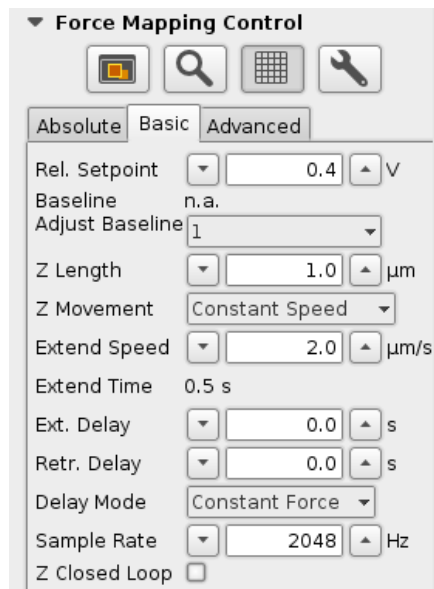 Force Mapping Control
Absolute Basic Advanced
Rel. Setpoint 0.4 V
Baseline n.a.
Adjust Baseline 1
Z Length 1.0 µm
Z Movement Constant Speed
Extend Speed 2.0 µm/s
Extend Time 0.5 s
Ext. Delay 0.0 s
Retr. Delay 0.0 s
Delay Mode Constant Force
Sample Rate 2048 Hz
Z Closed Loop